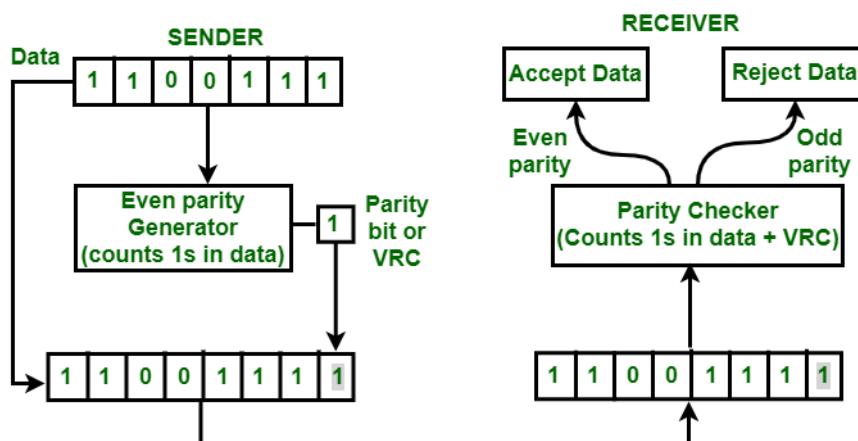 SENDER
Data
1 1 0 0 1 1 1
Even parity
Generator
(counts 1s in data)
1
Parity
bit or
VRC
1 1 0 0 1 1 1 1
RECEIVER
Accept Data
Reject Data
Even
parity
Odd
parity
Parity Checker
(Counts 1s in data + VRC)
1 1 0 0 1 1 1 1